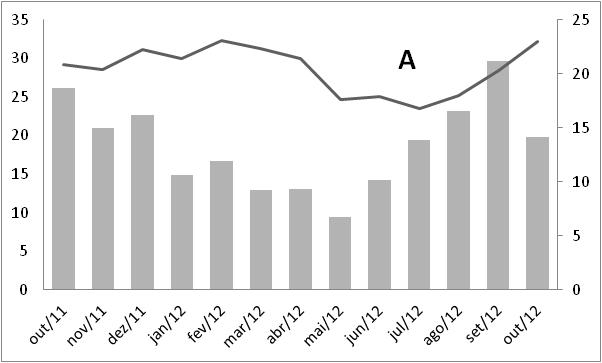 35
30
25
20
15
10
5
0
A
25
20
15
10
5
0
out/11
nov/11
dez/11
jan/12
fev/12
mar/12
abr/12
mai/12
jun/12
jul/12
ago/12
set/12
out/12